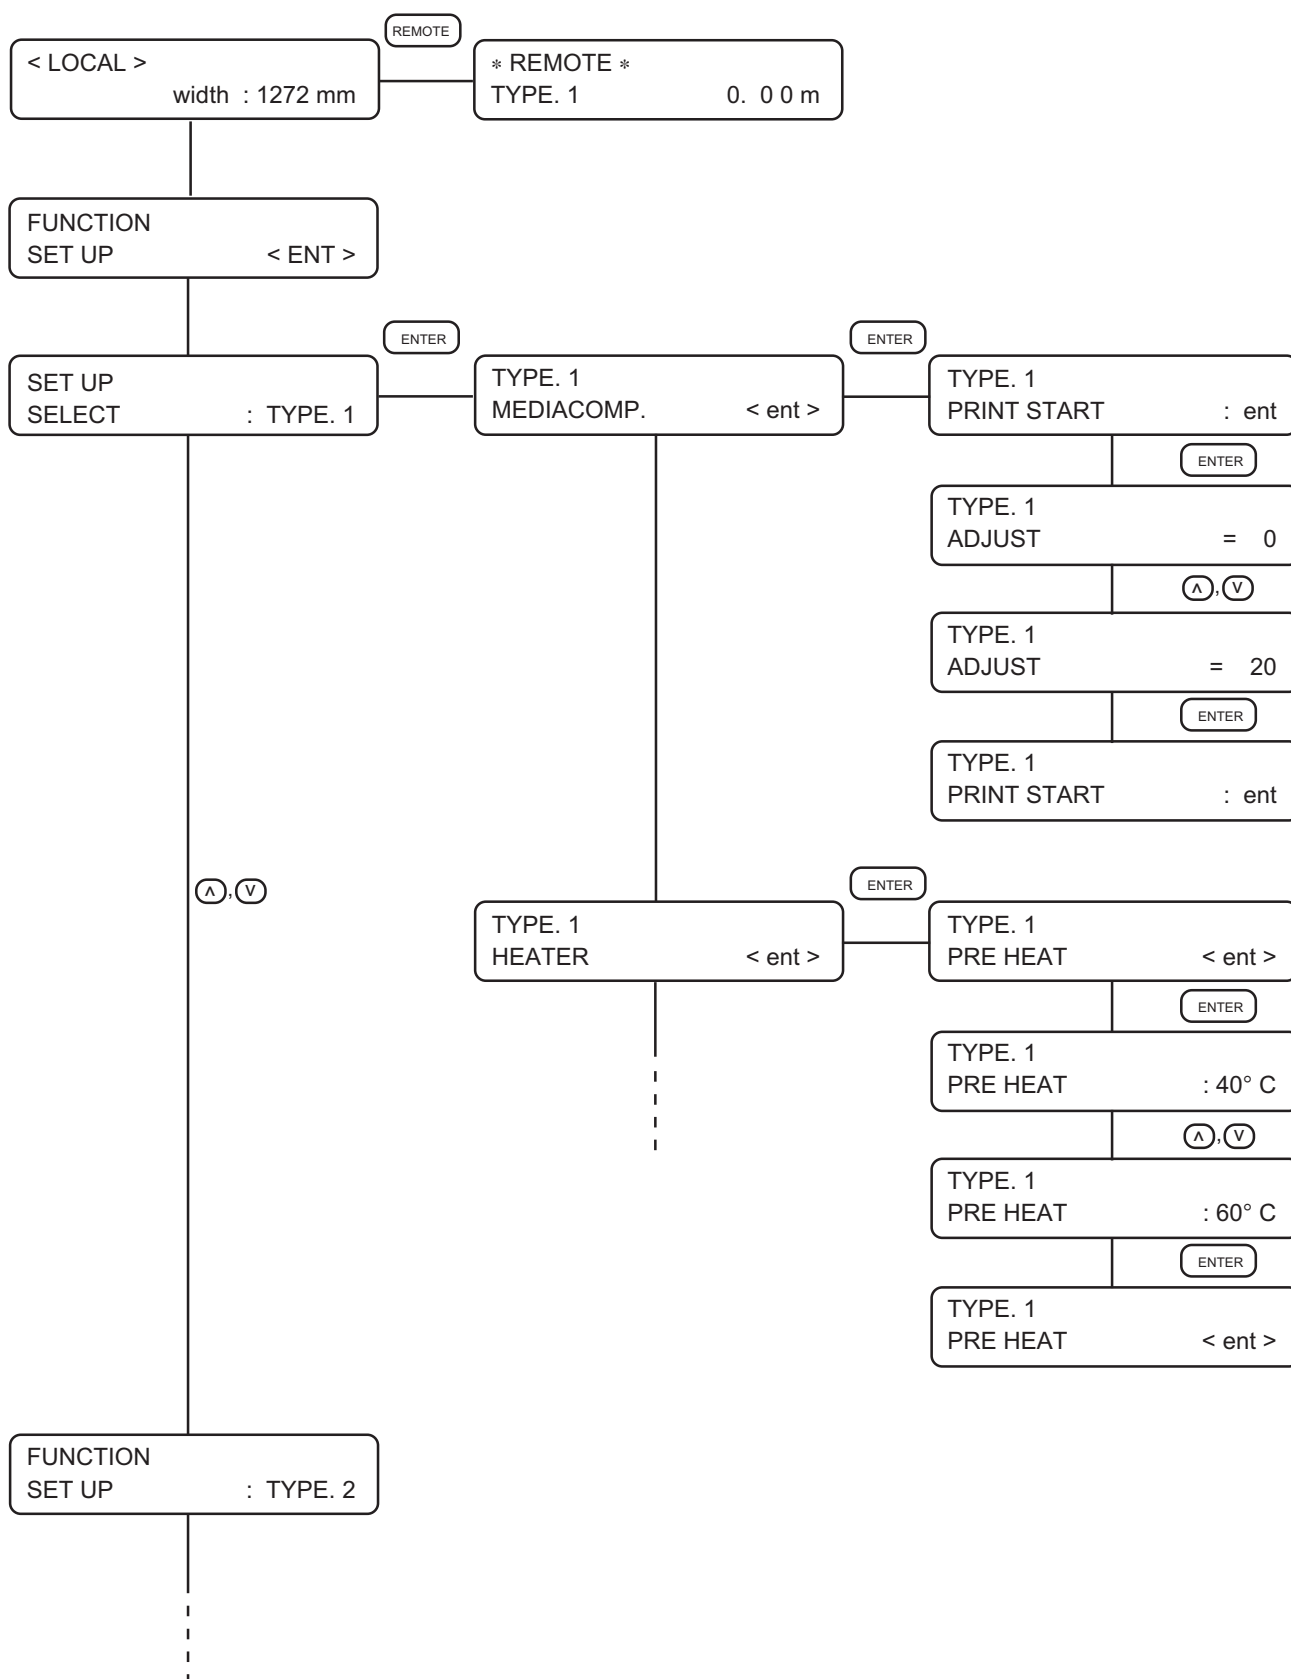 REMOTE
< LOCAL >
width : 1272 mm
* REMOTE *
TYPE. 1 0. 0 0 m
FUNCTION
SET UP < ENT >
ENTER
ENTER
SET UP
SELECT : TYPE. 1
TYPE. 1
MEDIACOMP. < ent >
TYPE. 1
PRINT START : ent
ENTER
TYPE. 1
ADJUST = 0
∧,∨
TYPE. 1
ADJUST = 20
ENTER
TYPE. 1
PRINT START : ent
∧,∨
ENTER
TYPE. 1
HEATER < ent >
TYPE. 1
PRE HEAT < ent >
ENTER
TYPE. 1
PRE HEAT : 40° C
∧,∨
TYPE. 1
PRE HEAT : 60° C
ENTER
TYPE. 1
PRE HEAT < ent >
FUNCTION
SET UP : TYPE. 2